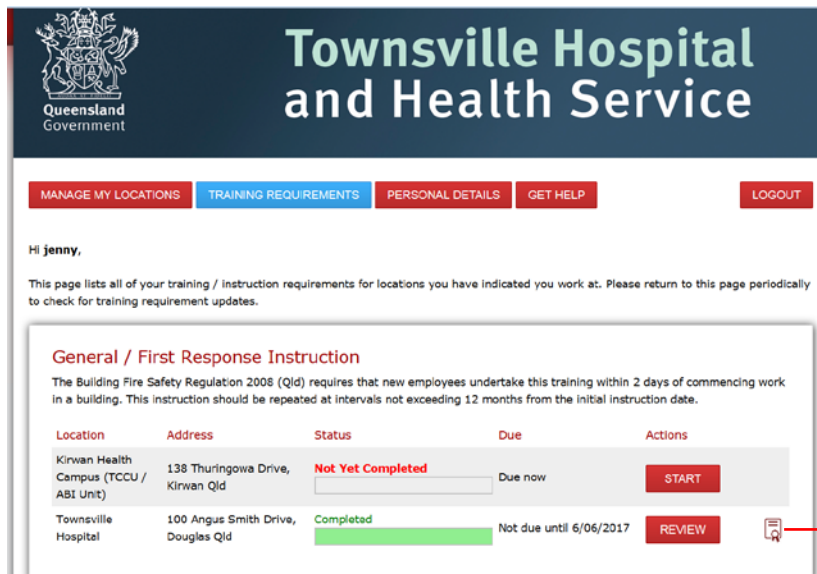 Townsville Hospital
and Health Service
Queensland
Government
MANAGE MY LOCATIONS TRAINING REQUIREMENTS PERSONAL DETAILS GET HELP LOGOUT
Hi jenny,
This page lists all of your training / instruction requirements for locations you have indicated you work at. Please return to this page periodically
to check for training requirement updates.
General / First Response Instruction
The Building Fire Safety Regulation 2008 (Qld) requires that new employees undertake this training within 2 days of commencing work
in a building. This instruction should be repeated at intervals not exceeding 12 months from the initial instruction date.
Location Address Status Due Actions
Kirwan Health
Campus (TCCU /
ABI Unit)
138 Thuringowa Drive,
Kirwan Qld
Not Yet Completed
Due now
START
Townsville
Hospital
100 Angus Smith Drive,
Douglas Qld
Completed
Not due until 6/06/2017
REVIEW